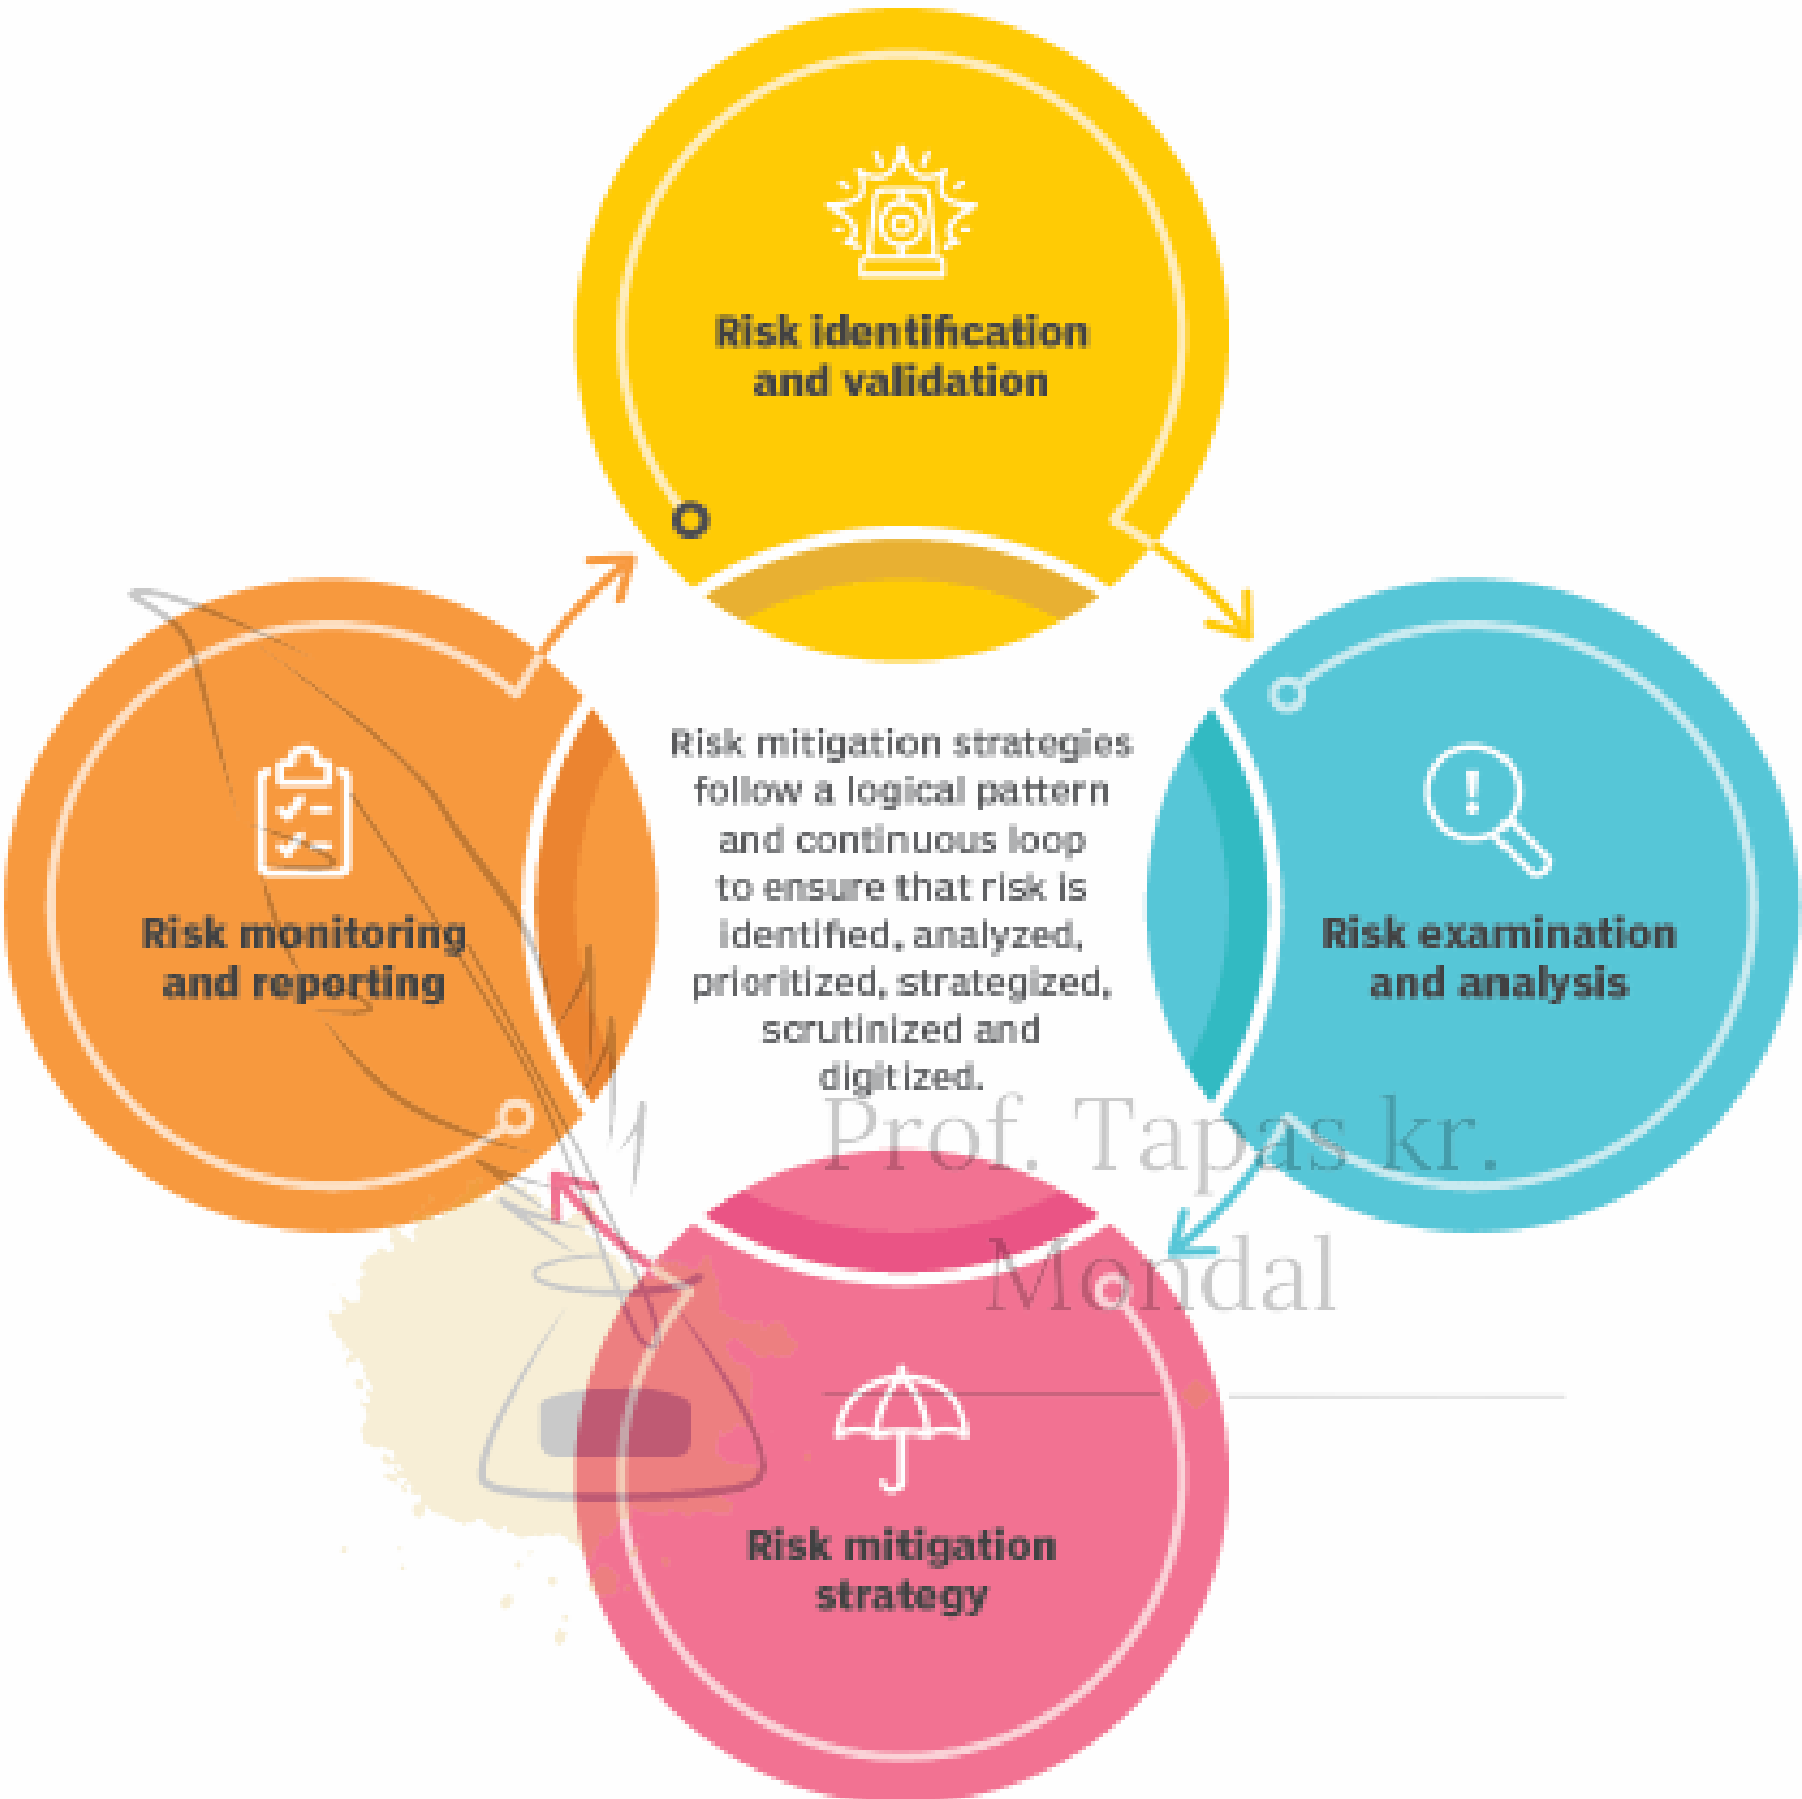 Risk identification
and validation
Risk mitigation strategies
follow a logical pattern
and continuous loop
to ensure that risk is
identified, analyzed,
prioritized, strategized,
scrutinized and
digitized.
Risk monitoring
and reporting
Risk examination
and analysis
Prof. Tapas kr.
Mondal
Risk mitigation
strategy